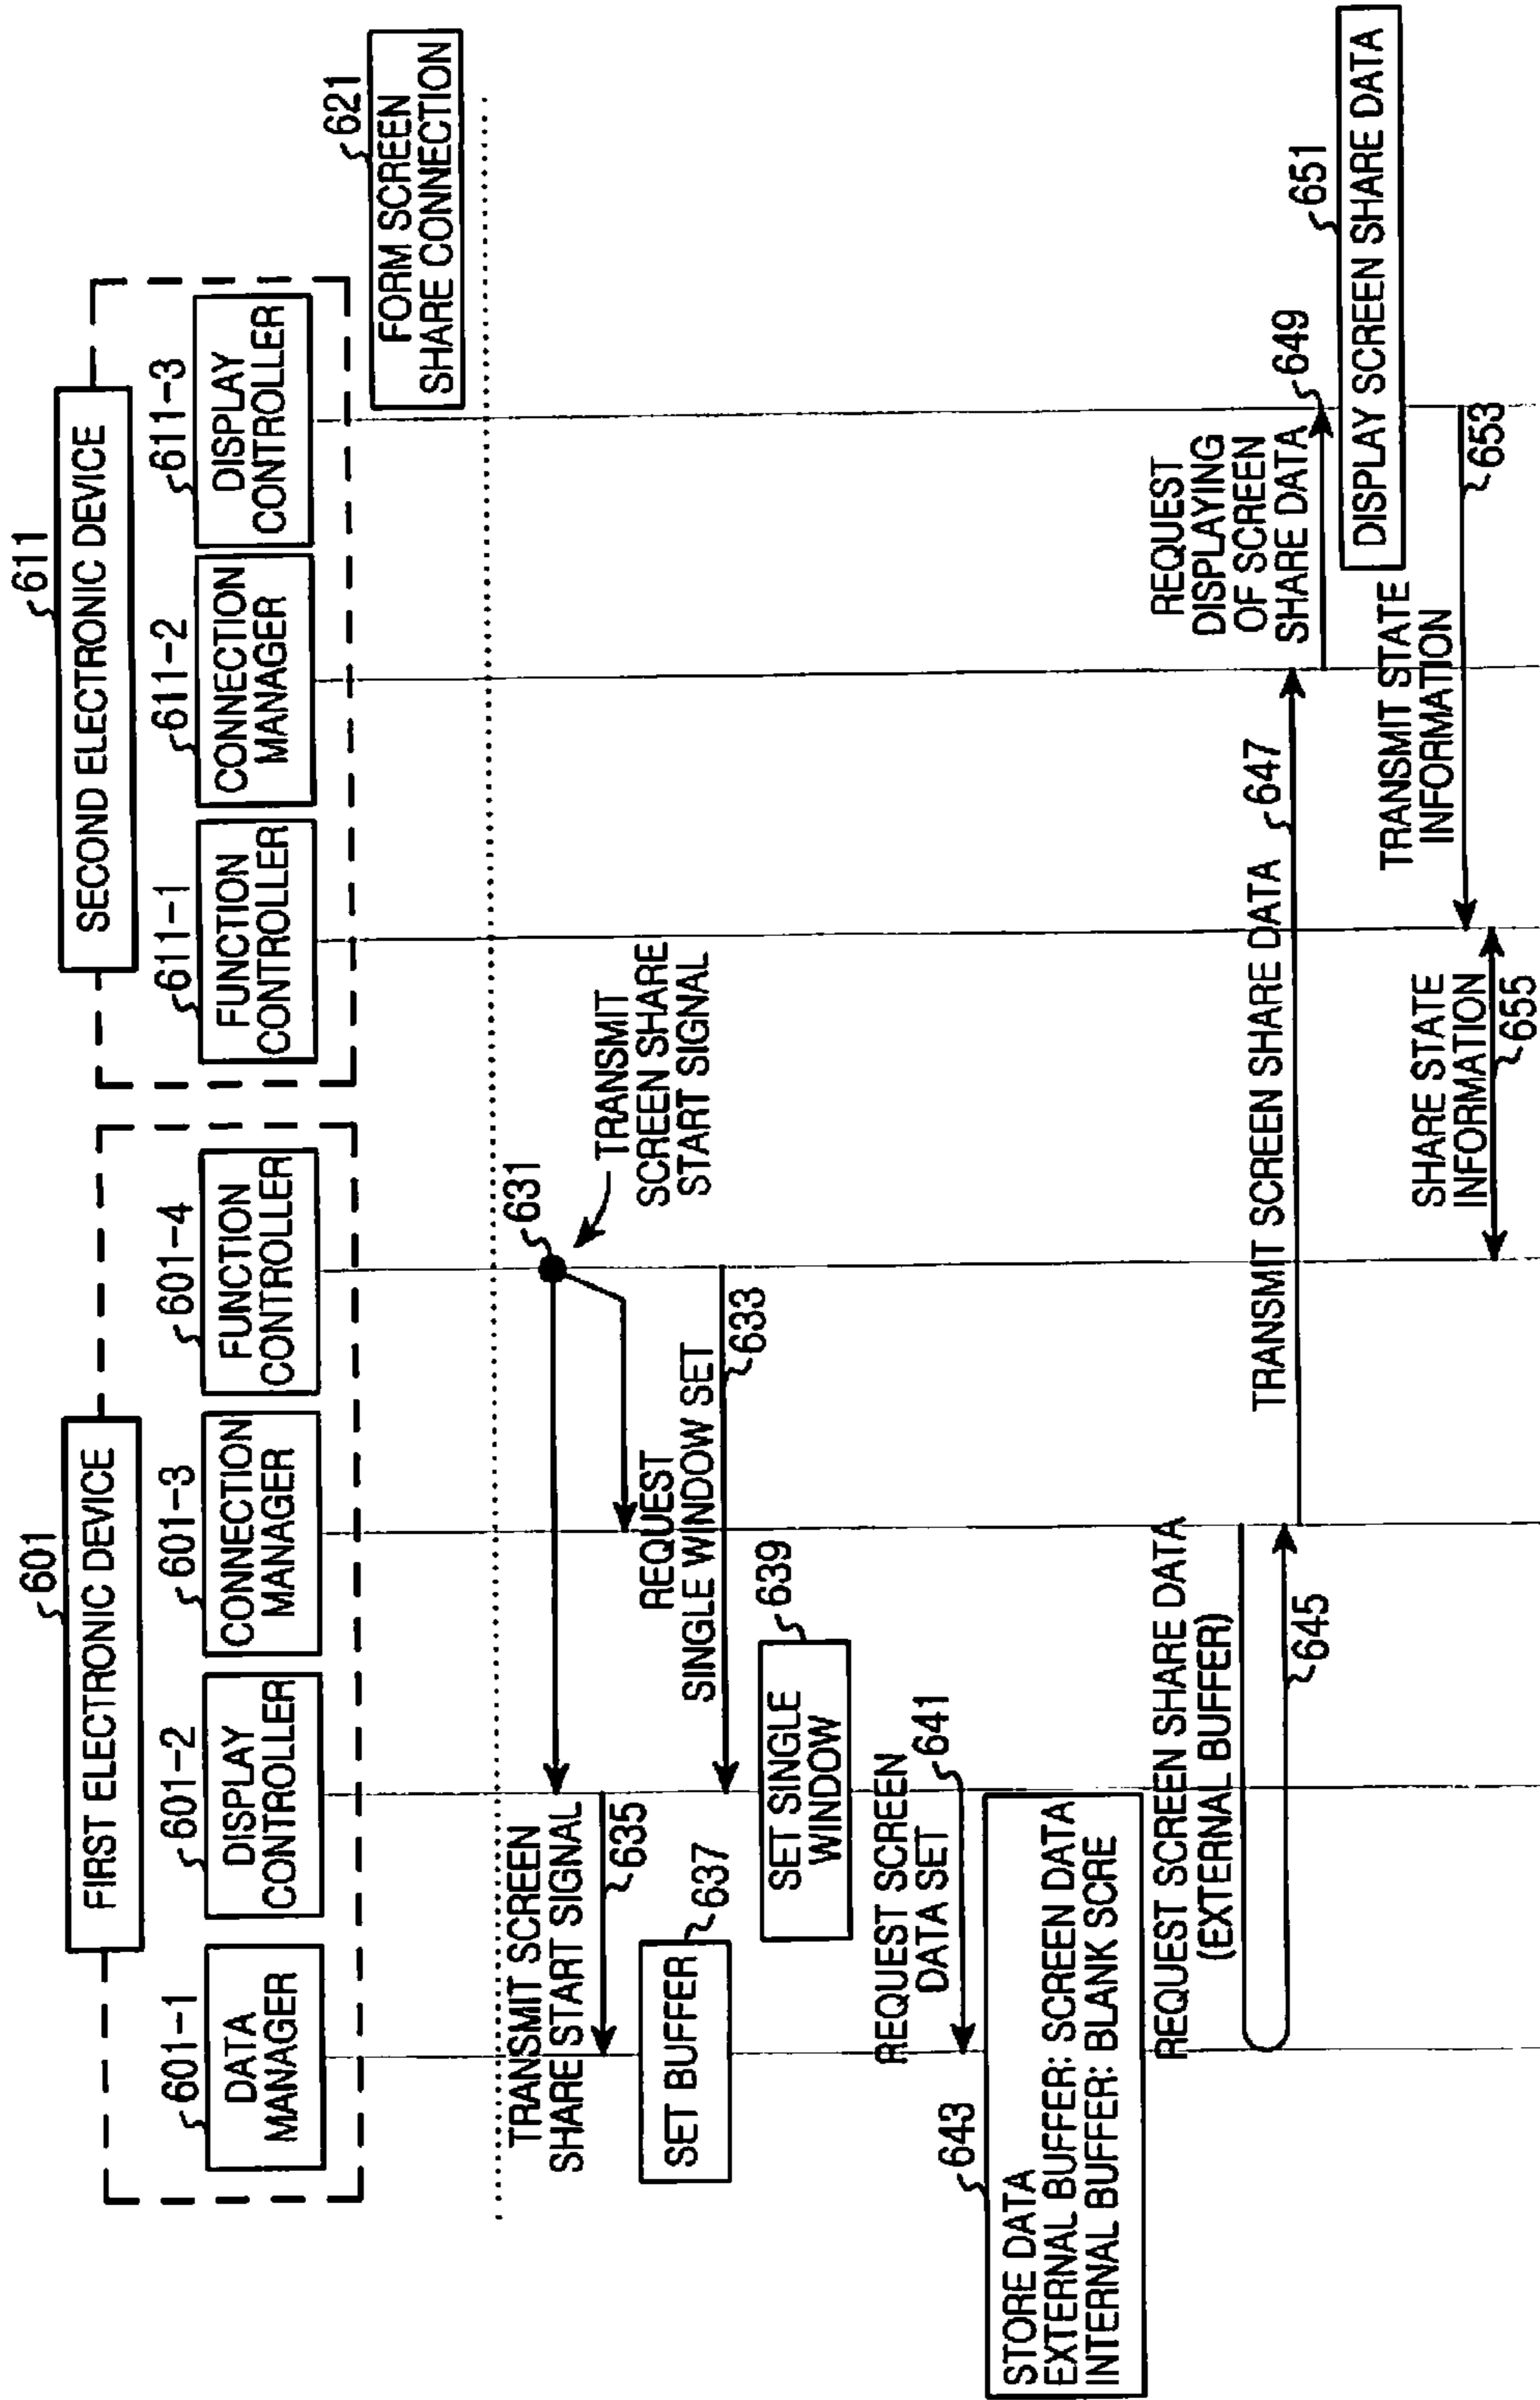 601
FIRST ELECTRONIC DEVICE
601-1
DATA
MANAGER
601-2
DISPLAY
CONTROLLER
601-3
CONNECTION
MANAGER
601-4
FUNCTION
CONTROLLER
611
SECOND ELECTRONIC DEVICE
611-1
FUNCTION
CONTROLLER
611-2
CONNECTION
MANAGER
611-3
DISPLAY
CONTROLLER
621
FORM SCREEN
SHARE CONNECTION
631
TRANSMIT
SCREEN SHARE
START SIGNAL
TRANSMIT SCREEN
SHARE START SIGNAL
635
REQUEST
SINGLE WINDOW SET
633
SET BUFFER
637
SET SINGLE
WINDOW
639
REQUEST SCREEN
DATA SET
641
643
STORE DATA
EXTERNAL BUFFER: SCREEN DATA
INTERNAL BUFFER: BLANK SCRE
REQUEST SCREEN SHARE DATA
(EXTERNAL BUFFER)
645
TRANSMIT SCREEN SHARE DATA
647
REQUEST
DISPLAYING
OF SCREEN
SHARE DATA
649
651
DISPLAY SCREEN SHARE DATA
TRANSMIT STATE
INFORMATION
653
SHARE STATE
INFORMATION
655